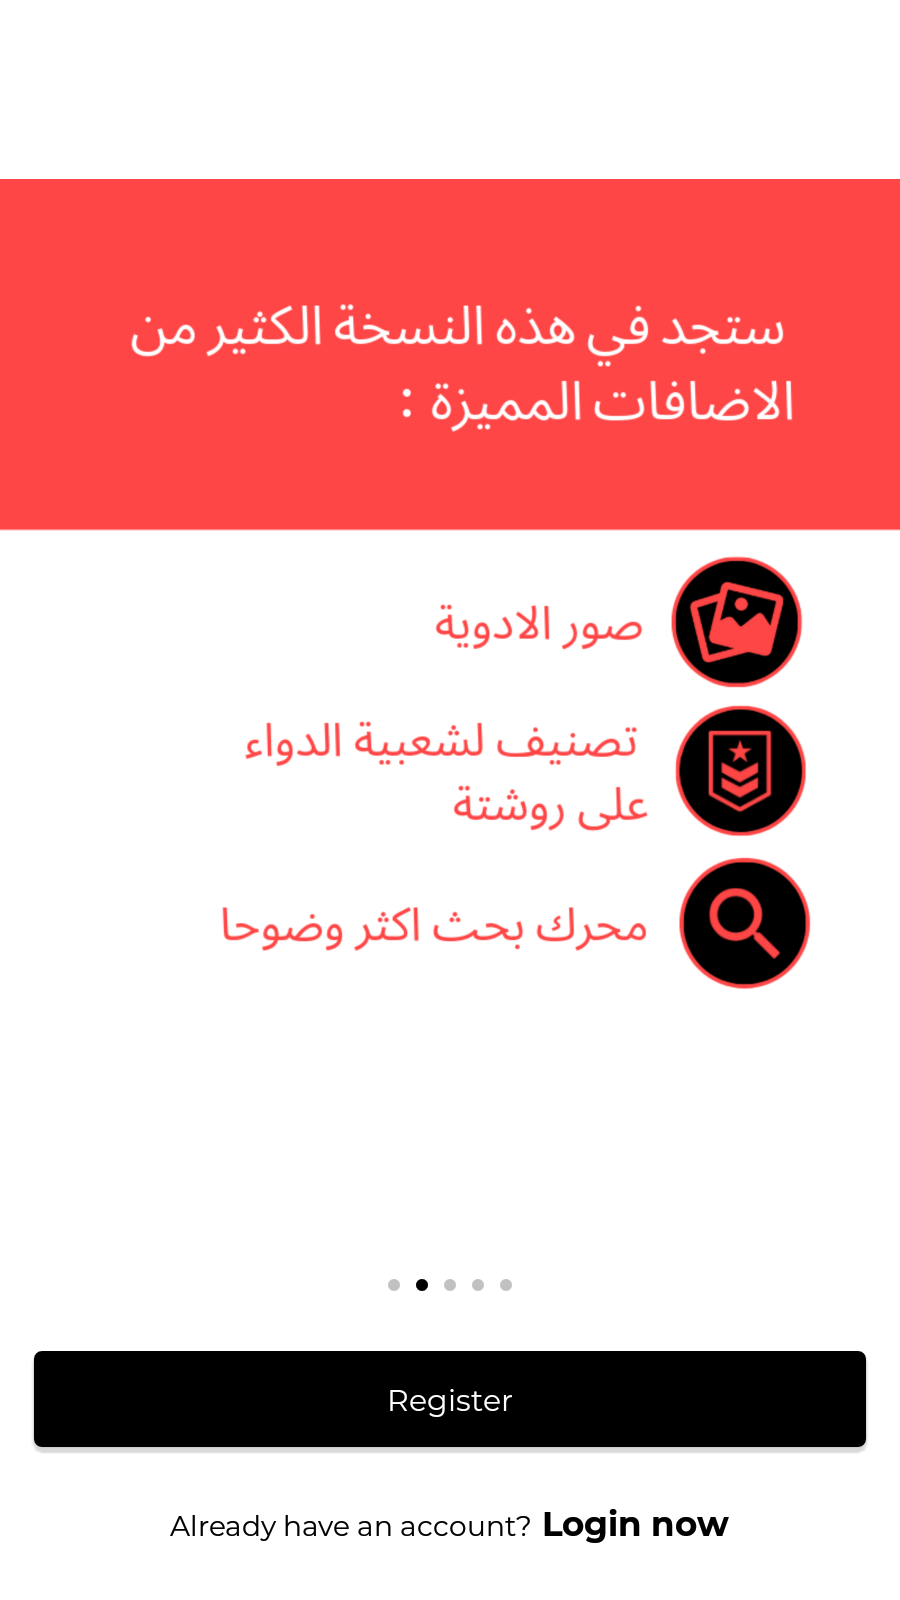 ستجد في هذه النسخة الكثير من
الاضافات المميزة :
صور الادوية
تصنيف لشعبية الدواء
على روشتة
محرك بحث اكثر وضوحا
Register
Already have an account? Login now